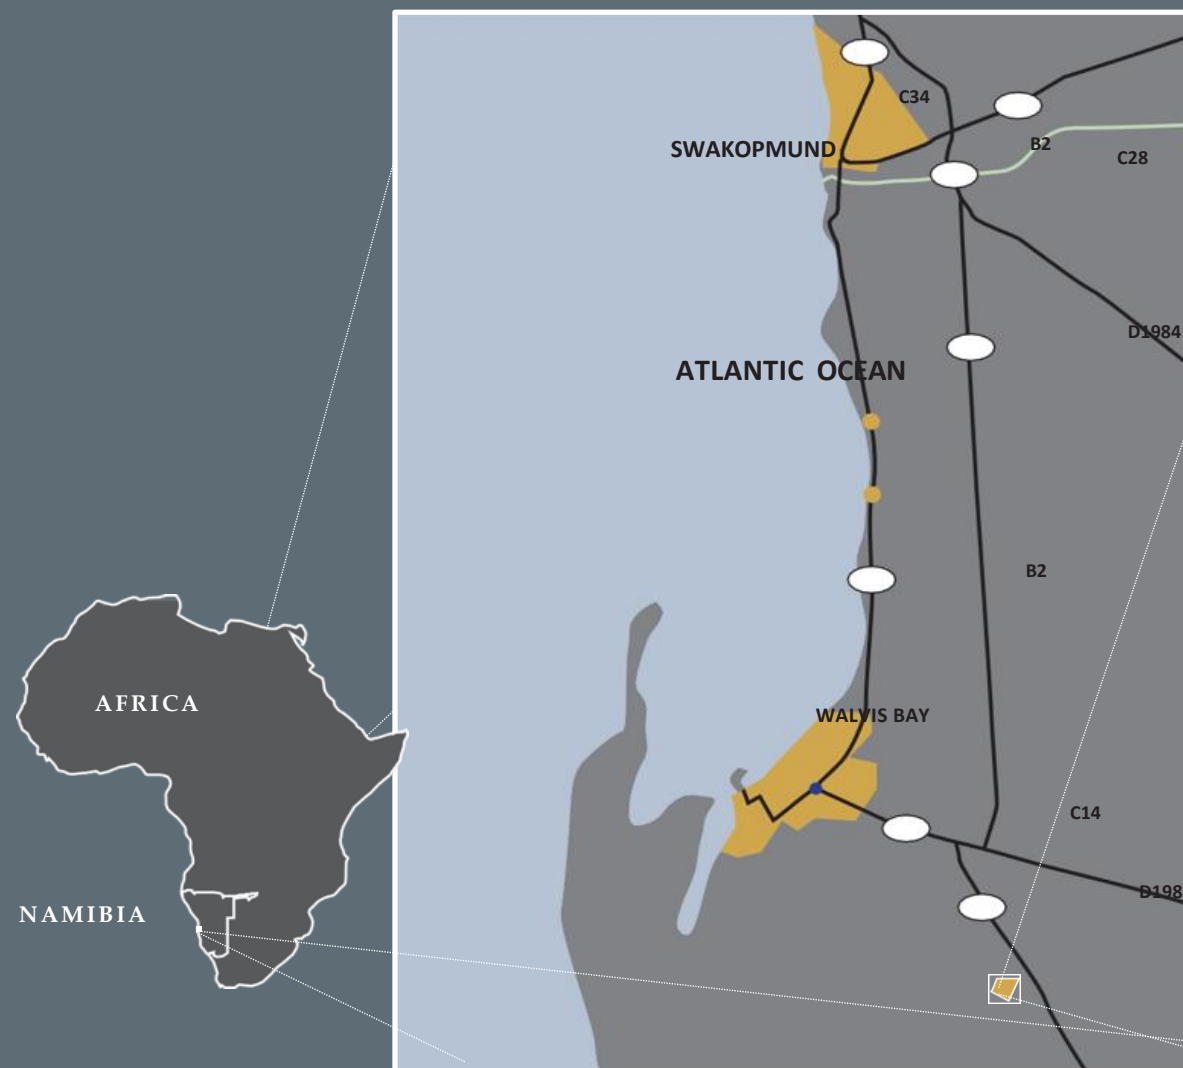 C34
B2
SWAKOPMUND
C28
D1984
ATLANTIC OCEAN
B2
AFRICA
WALVIS BAY
C14
D198
NAMIBIA